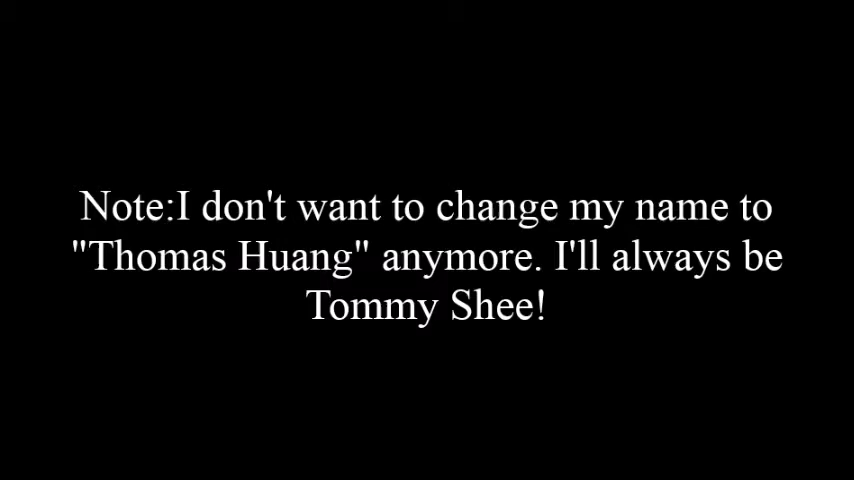 Note:I don't want to change my name to
"Thomas Huang" anymore. I'll always be
Tommy Shee!